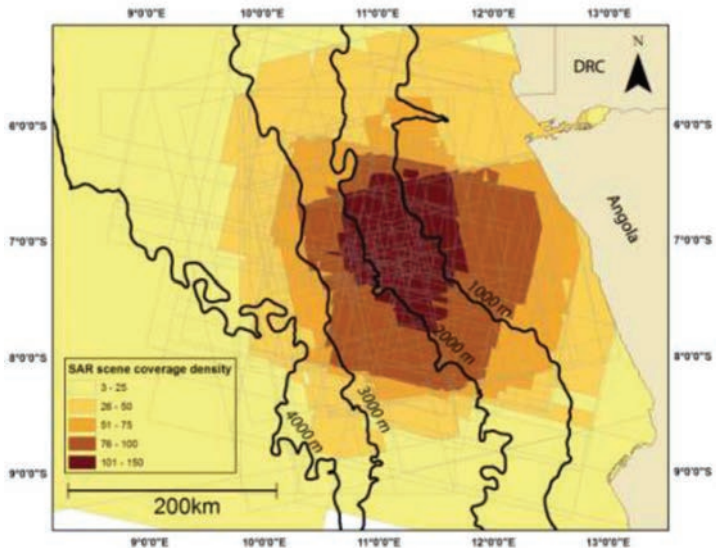 9°0'0"E 10°0'0"E 11°0'0"E 12°0'0"E 13°0'0"E
N
DRC
6°0'0"S 6°0'0"S
Angola
7°0'0"S 7°0'0"S
1000 m
2000 m
8°0'0"S 8°0'0"S
SAR scene coverage density
3 - 25
26 - 50
51 - 75
76 - 100
101 - 150
3000 m
4000 m
9°0'0"S 9°0'0"S
200km
9°0'0"E 10°0'0"E 11°0'0"E 12°0'0"E 13°0'0"E